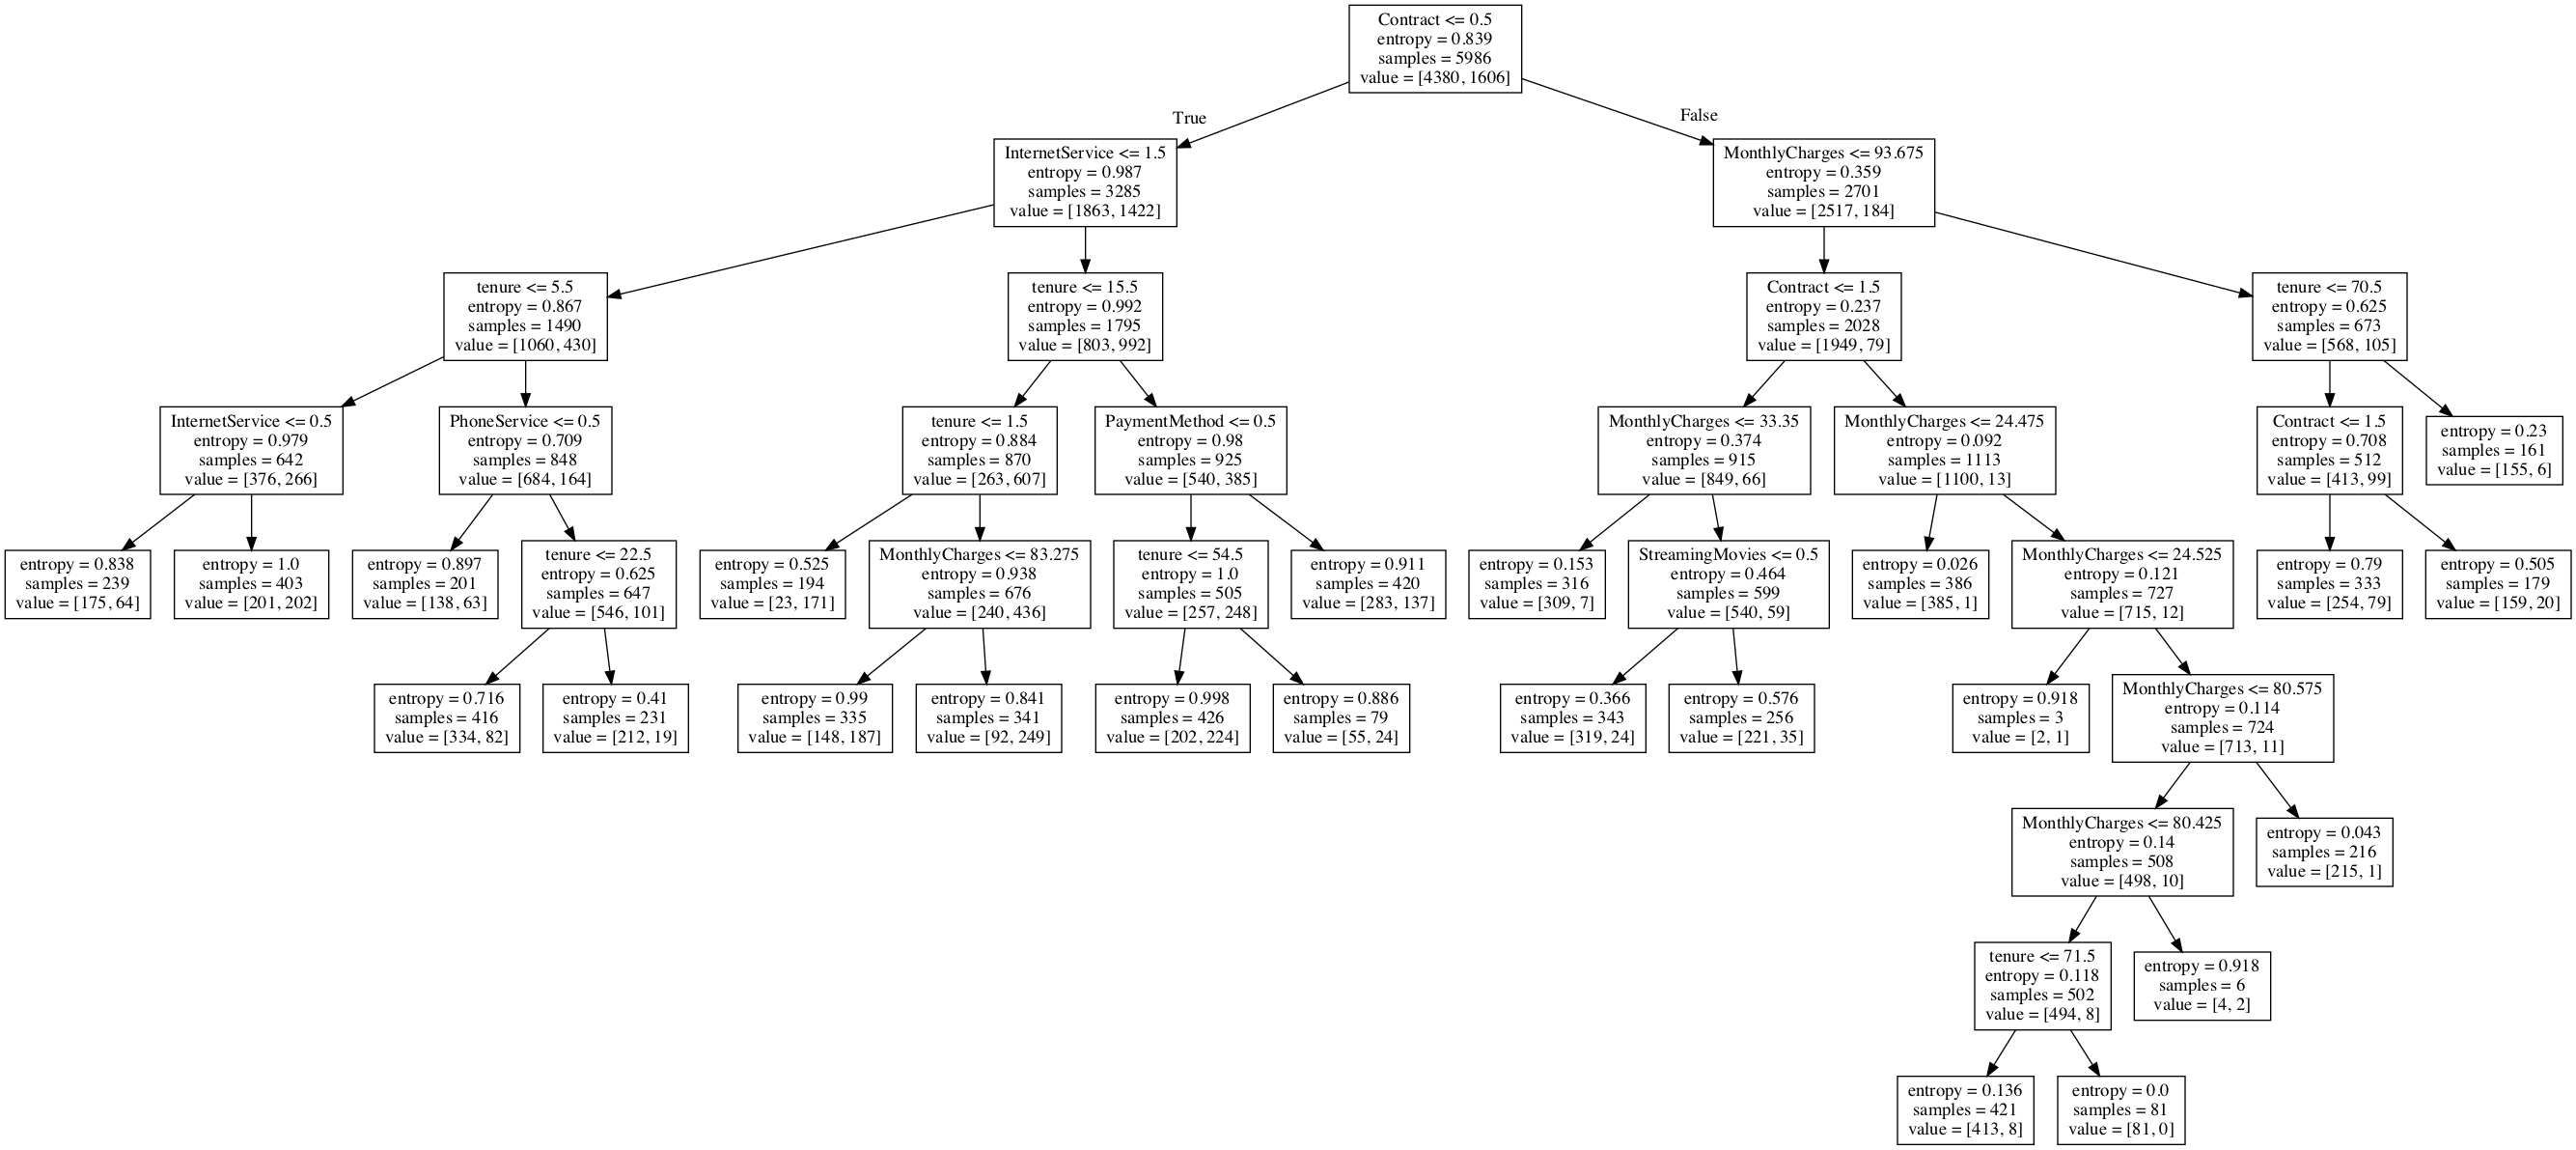 Contract <= 0.5
entropy = 0.839
samples = 5986
value = [4380, 1606]
True
False
InternetService <= 1.5
entropy = 0.987
samples = 3285
value = [1863, 1422]
MonthlyCharges <= 93.675
entropy = 0.359
samples = 2701
value = [2517, 184]
tenure <= 5.5
entropy = 0.867
samples = 1490
value = [1060, 430]
tenure <= 15.5
entropy = 0.992
samples = 1795
value = [803, 992]
Contract <= 1.5
entropy = 0.237
samples = 2028
value = [1949, 79]
tenure <= 70.5
entropy = 0.625
samples = 673
value = [568, 105]
InternetService <= 0.5
entropy = 0.979
samples = 642
value = [376, 266]
PhoneService <= 0.5
entropy = 0.709
samples = 848
value = [684, 164]
tenure <= 1.5
entropy = 0.884
samples = 870
value = [263, 607]
PaymentMethod <= 0.5
entropy = 0.98
samples = 925
value = [540, 385]
MonthlyCharges <= 33.35
entropy = 0.374
samples = 915
value = [849, 66]
MonthlyCharges <= 24.475
entropy = 0.092
samples = 1113
value = [1100, 13]
Contract <= 1.5
entropy = 0.708
samples = 512
value = [413, 99]
entropy = 0.23
samples = 161
value = [155, 6]
entropy = 0.838
samples = 239
value = [175, 64]
entropy = 1.0
samples = 403
value = [201, 202]
entropy = 0.897
samples = 201
value = [138, 63]
tenure <= 22.5
entropy = 0.625
samples = 647
value = [546, 101]
entropy = 0.525
samples = 194
value = [23, 171]
MonthlyCharges <= 83.275
entropy = 0.938
samples = 676
value = [240, 436]
tenure <= 54.5
entropy = 1.0
samples = 505
value = [257, 248]
entropy = 0.911
samples = 420
value = [283, 137]
entropy = 0.153
samples = 316
value = [309, 7]
StreamingMovies <= 0.5
entropy = 0.464
samples = 599
value = [540, 59]
entropy = 0.026
samples = 386
value = [385, 1]
MonthlyCharges <= 24.525
entropy = 0.121
samples = 727
value = [715, 12]
entropy = 0.79
samples = 333
value = [254, 79]
entropy = 0.505
samples = 179
value = [159, 20]
entropy = 0.716
samples = 416
value = [334, 82]
entropy = 0.41
samples = 231
value = [212, 19]
entropy = 0.99
samples = 335
value = [148, 187]
entropy = 0.841
samples = 341
value = [92, 249]
entropy = 0.998
samples = 426
value = [202, 224]
entropy = 0.886
samples = 79
value = [55, 24]
entropy = 0.366
samples = 343
value = [319, 24]
entropy = 0.576
samples = 256
value = [221, 35]
entropy = 0.918
samples = 3
value = [2, 1]
MonthlyCharges <= 80.575
entropy = 0.114
samples = 724
value = [713, 11]
MonthlyCharges <= 80.425
entropy = 0.14
samples = 508
value = [498, 10]
entropy = 0.043
samples = 216
value = [215, 1]
tenure <= 71.5
entropy = 0.118
samples = 502
value = [494, 8]
entropy = 0.918
samples = 6
value = [4, 2]
entropy = 0.136
samples = 421
value = [413, 8]
entropy = 0.0
samples = 81
value = [81, 0]